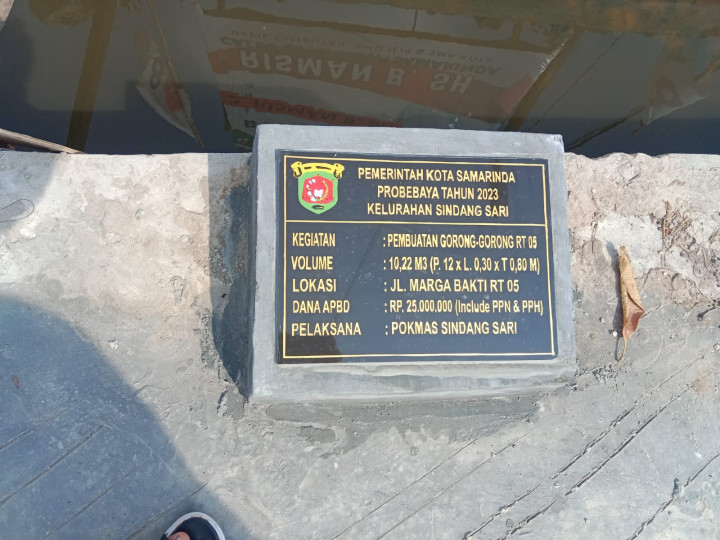 PEMERINTAH KOTA SAMARINDA
PROBEBAYA TAHUN 2023
KELURAHAN SINDANG SARI
KEGIATAN : PEMBUATAN GORONG-GORONG RT 05
VOLUME : 10,22 M3 (P. 12 x L. 0,30 x T 0,80 M)
LOKASI : JL. MARGA BAKTI RT 05
DANA APBD : RP. 25.000.000 (Include PPN & PPH)
PELAKSANA : POKMAS SINDANG SARI
RISMAN B. SH